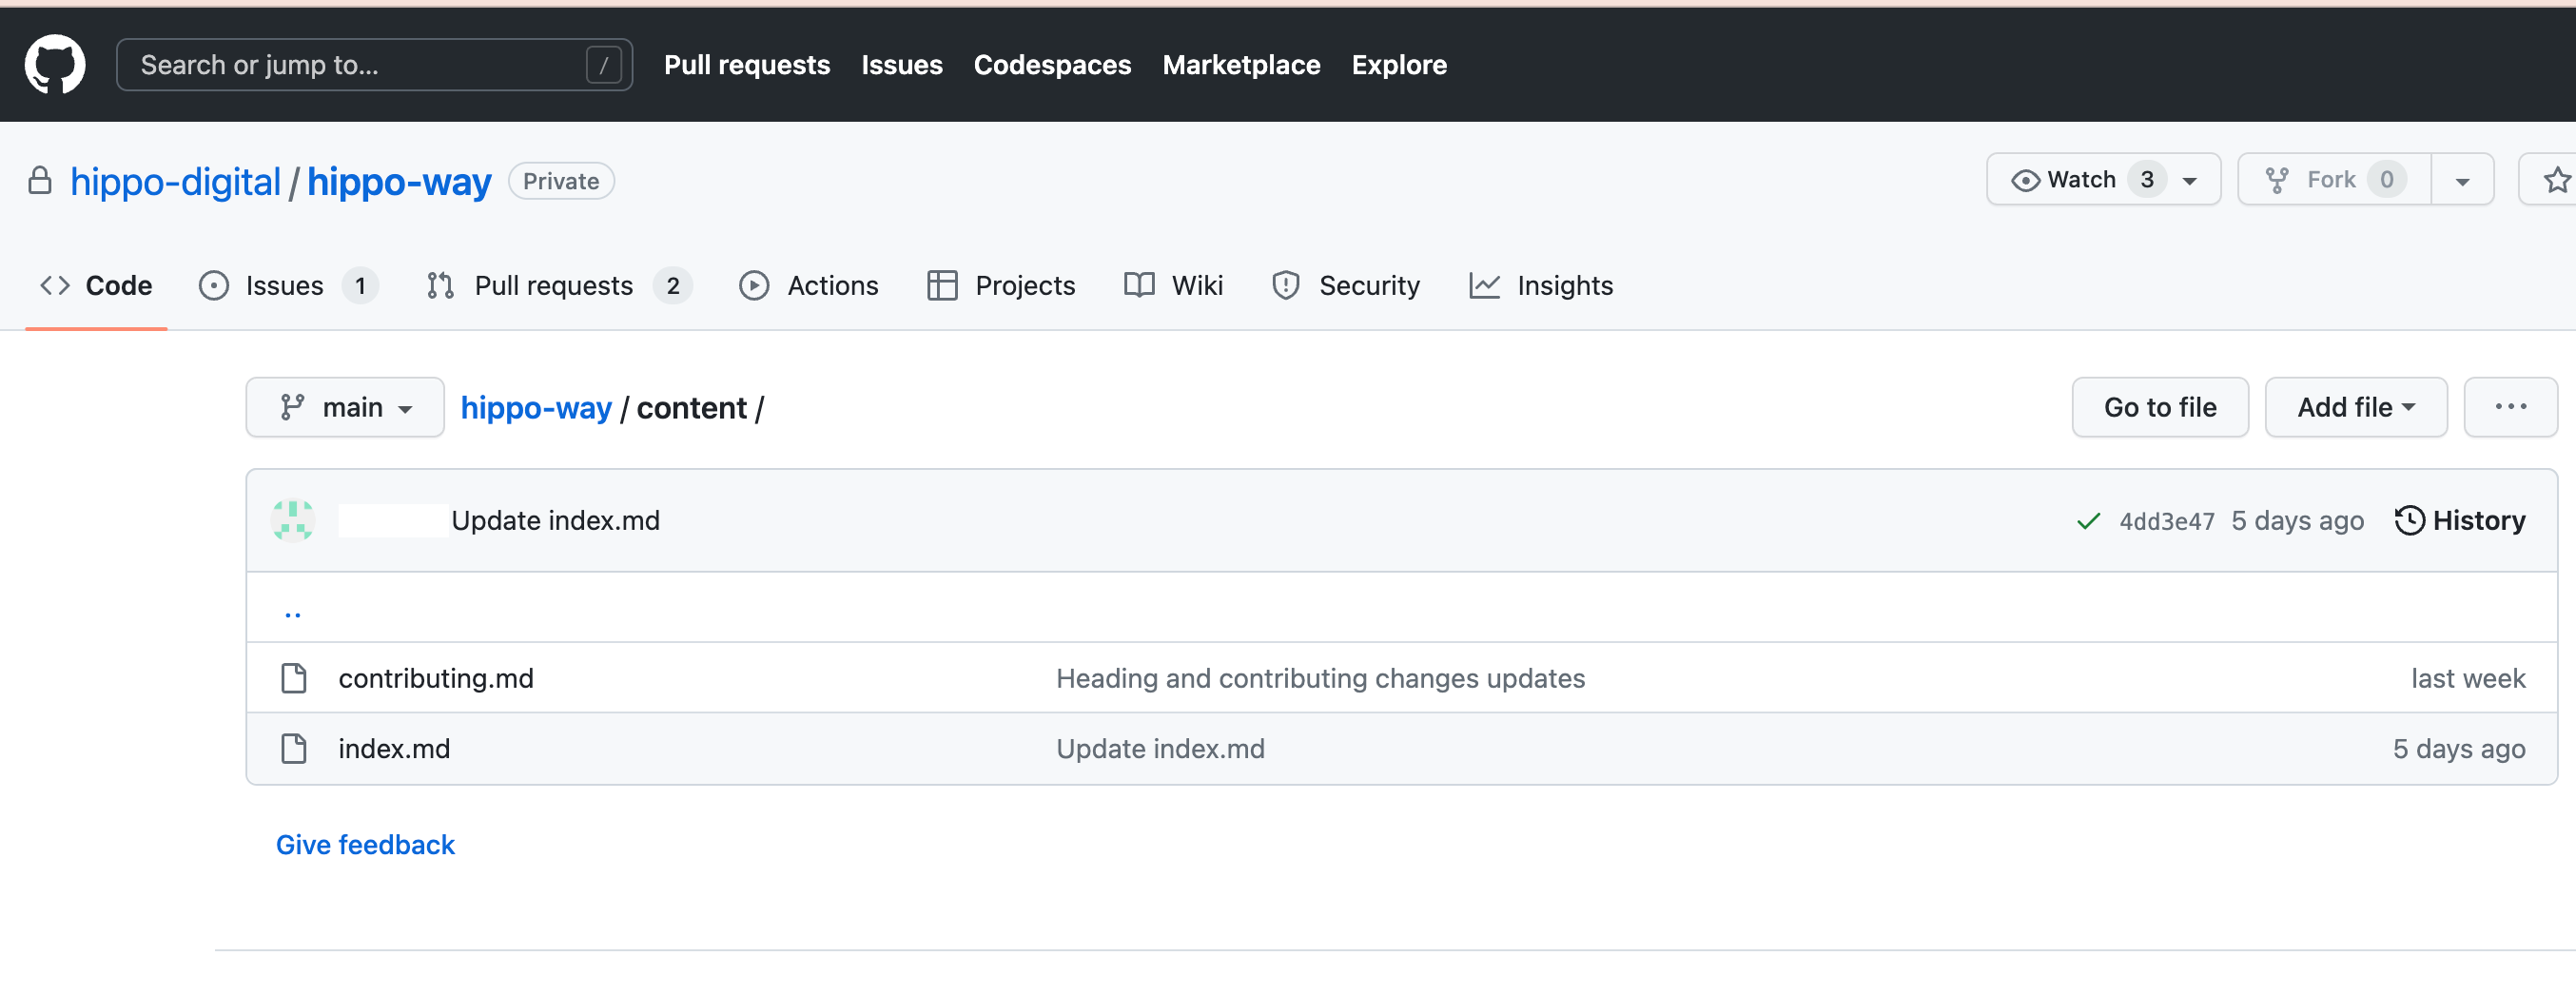 Search or jump to... / Pull requests Issues Codespaces Marketplace Explore
hippo-digital / hippo-way Private Watch 3 Fork 0
Code Issues 1 Pull requests 2 Actions Projects Wiki Security Insights
main hippo-way / content / Go to file Add file ...
Update index.md 4dd3e47 5 days ago History
..
contributing.md Heading and contributing changes updates last week
index.md Update index.md 5 days ago
Give feedback